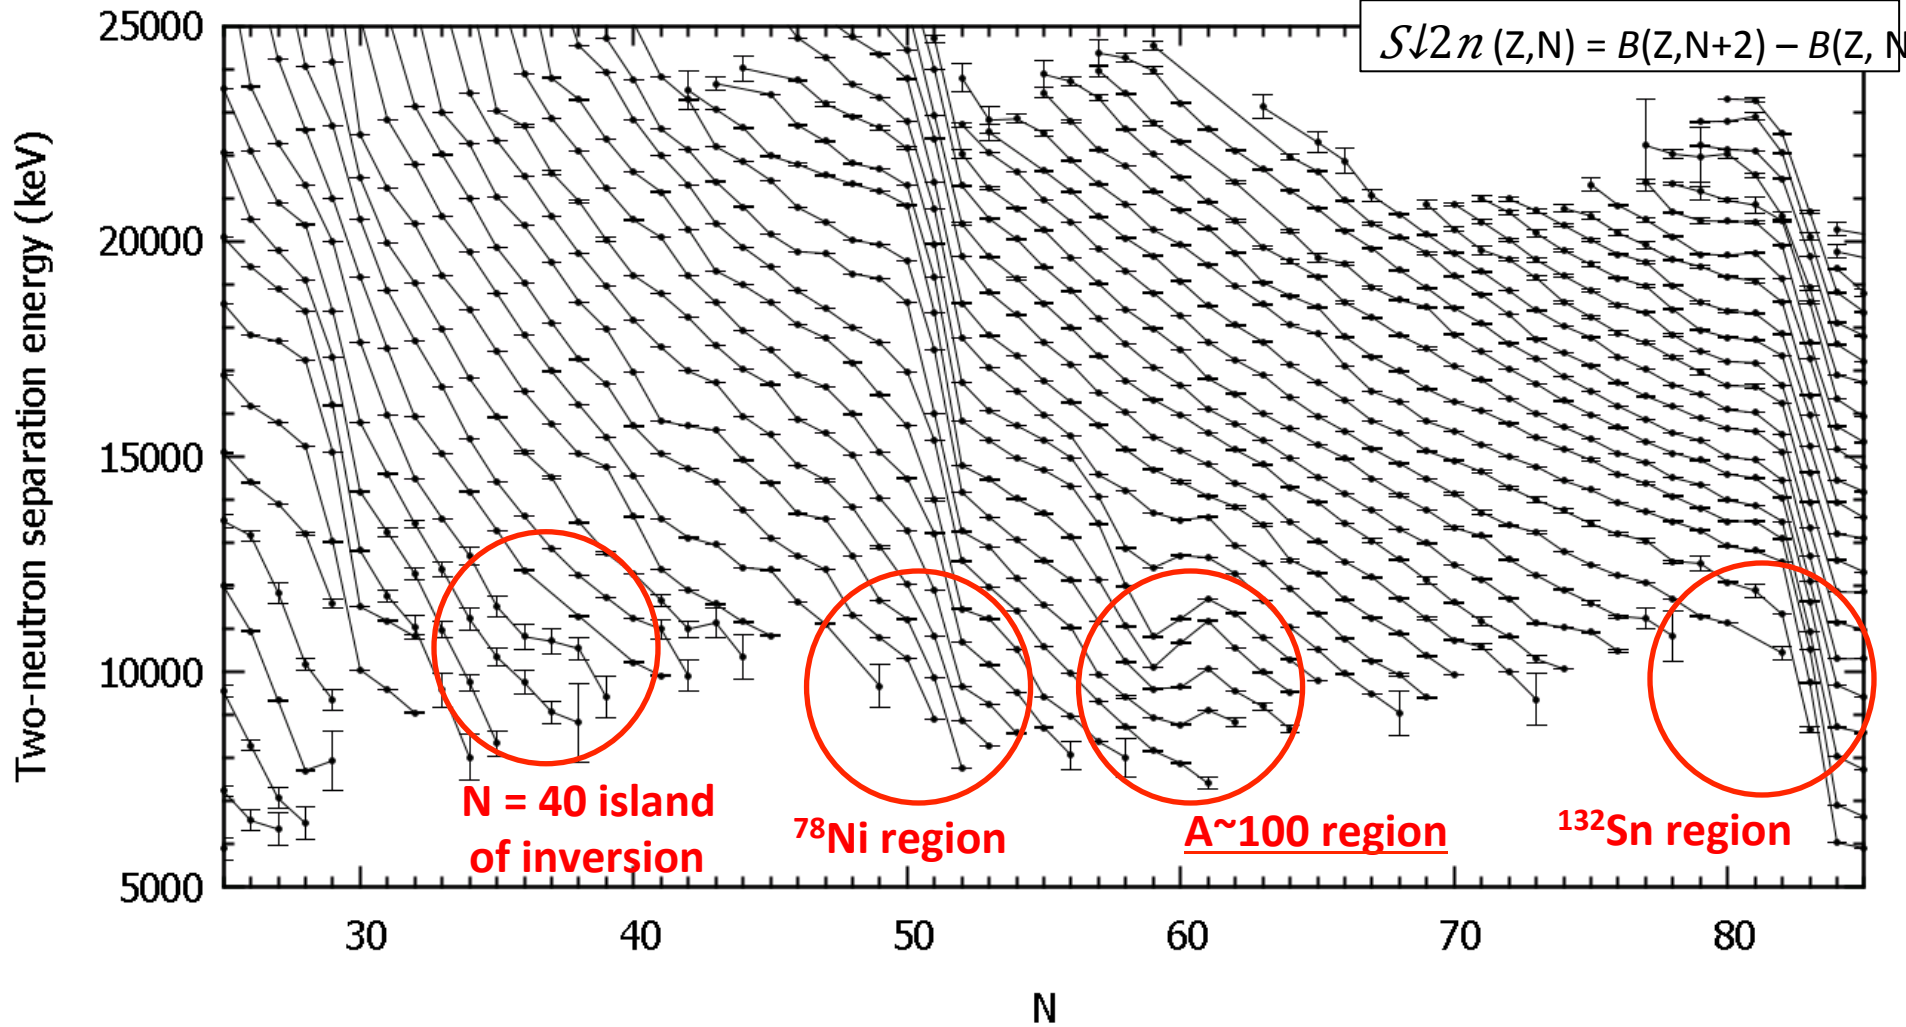 S↓2n (Z,N) = B(Z,N+2) – B(Z, N
25000
20000
15000
10000
5000
Two-neutron separation energy (keV)
N = 40 island
of inversion
78Ni region
A~100 region
132Sn region
30 40 50 60 70 80
N